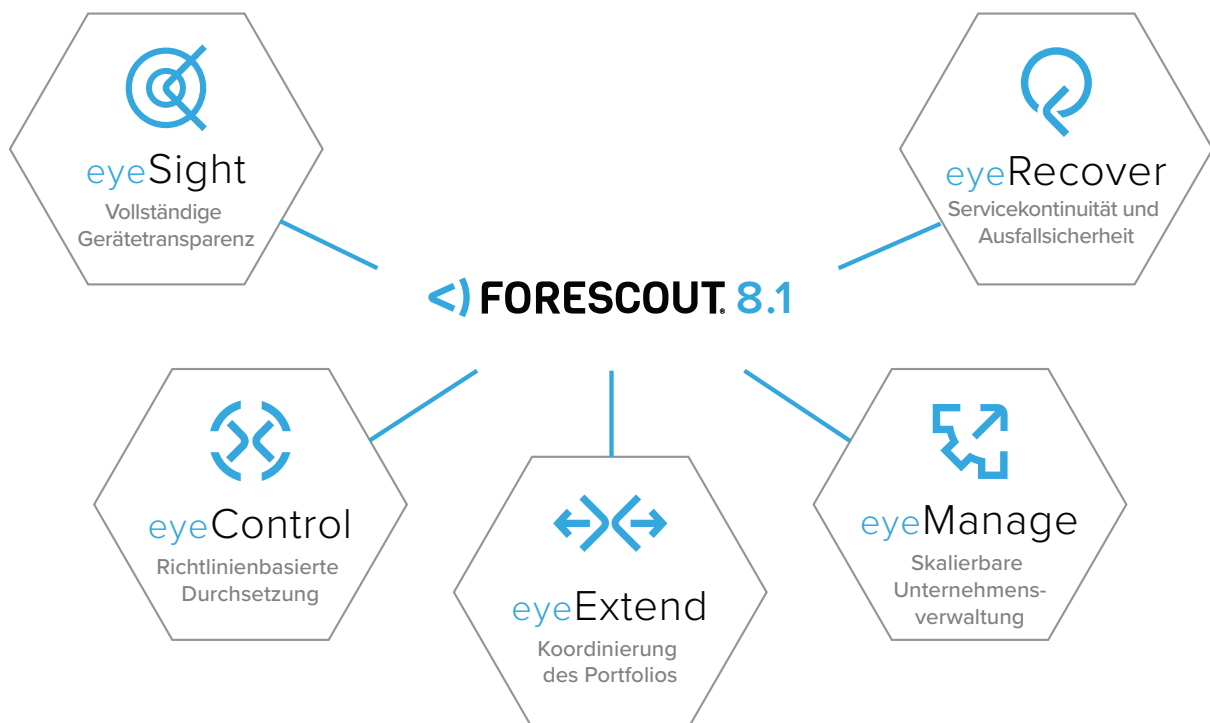 eyeSight
Vollständige
Gerätetransparenz
eyeRecover
Servicekontinuität und
Ausfallsicherheit
<) FORESCOUT® 8.1
eyeControl
Richtlinienbasierte
Durchsetzung
eyeExtend
Koordinierung
des Portfolios
eyeManage
Skalierbare
Unternehmens-
verwaltung